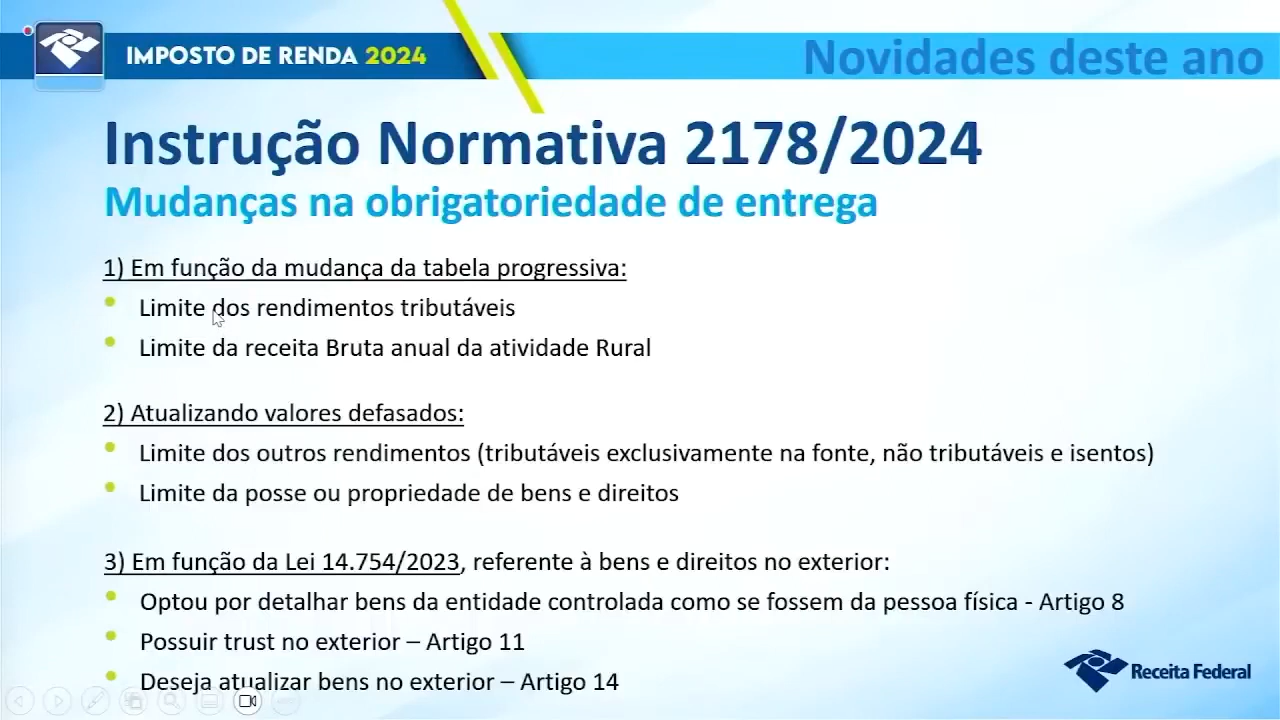 IMPOSTO DE RENDA 2024
Novidades deste ano
Instrução Normativa 2178/2024
Mudanças na obrigatoriedade de entrega
1) Em função da mudança da tabela progressiva:
Limite dos rendimentos tributáveis
Limite da receita Bruta anual da atividade Rural
2) Atualizando valores defasados:
Limite dos outros rendimentos (tributáveis exclusivamente na fonte, não tributáveis e isentos)
Limite da posse ou propriedade de bens e direitos
3) Em função da Lei 14.754/2023, referente à bens e direitos no exterior:
Optou por detalhar bens da entidade controlada como se fossem da pessoa física - Artigo 8
Possuir trust no exterior – Artigo 11
Deseja atualizar bens no exterior – Artigo 14
Receita Federal